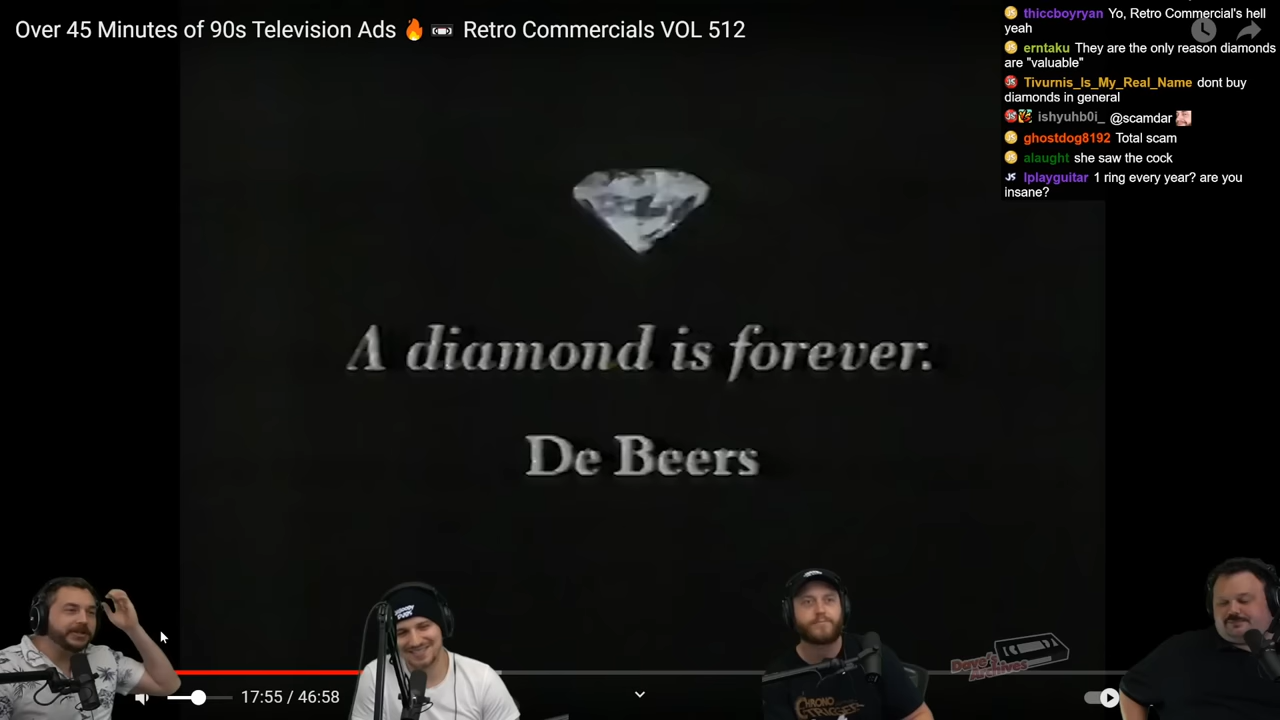 Over 45 Minutes of 90s Television Ads 🔥 📼 Retro Commercials VOL 512
thiccboyryan Yo, Retro Commercial's hell
yeah
erntaku They are the only reason diamonds
are "valuable"
Tivurnis_Is_My_Real_Name dont buy
diamonds in general
ishyuhb0i_ @scamdar
ghostdog8192 Total scam
alaught she saw the cock
Iplayguitar 1 ring every year? are you
insane?
A diamond is forever.
De Beers
Dave's
Archives
CHRONO
TRIGGER
17:55 / 46:58